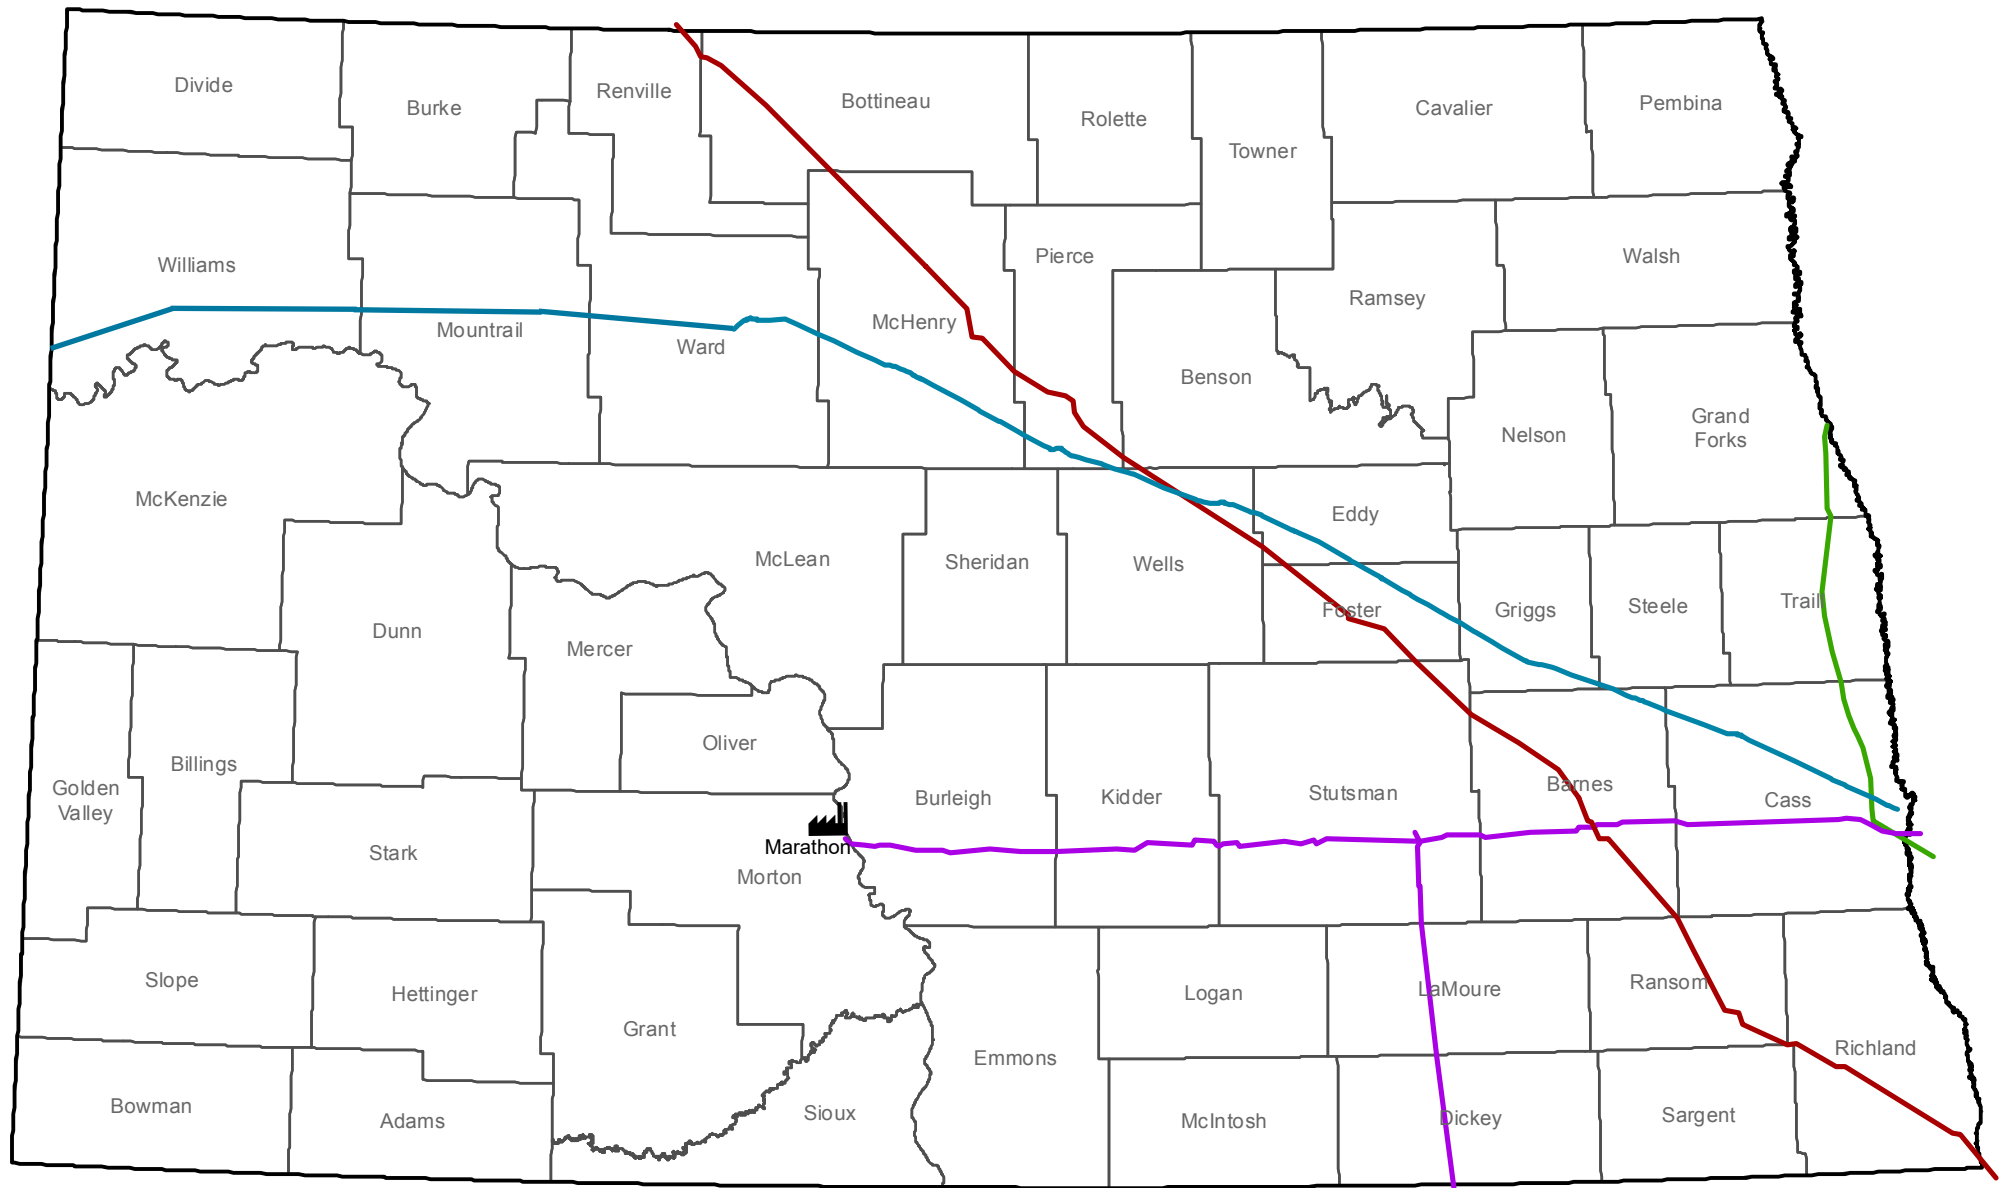 Divide
Burke
Renville
Bottineau
Rolette
Towner
Cavalier
Pembina
Williams
Mountrail
Ward
McHenry
Pierce
Benson
Ramsey
Walsh
Nelson
Grand
Forks
McKenzie
Dunn
McLean
Mercer
Oliver
Sheridan
Wells
Eddy
Foster
Griggs
Steele
Traill
Golden
Valley
Billings
Stark
Morton
Marathon
Burleigh
Kidder
Stutsman
Barnes
Cass
Slope
Hettinger
Grant
Bowman
Adams
Sioux
Emmons
Logan
LaMoure
Ransom
Richland
McIntosh
Dickey
Sargent